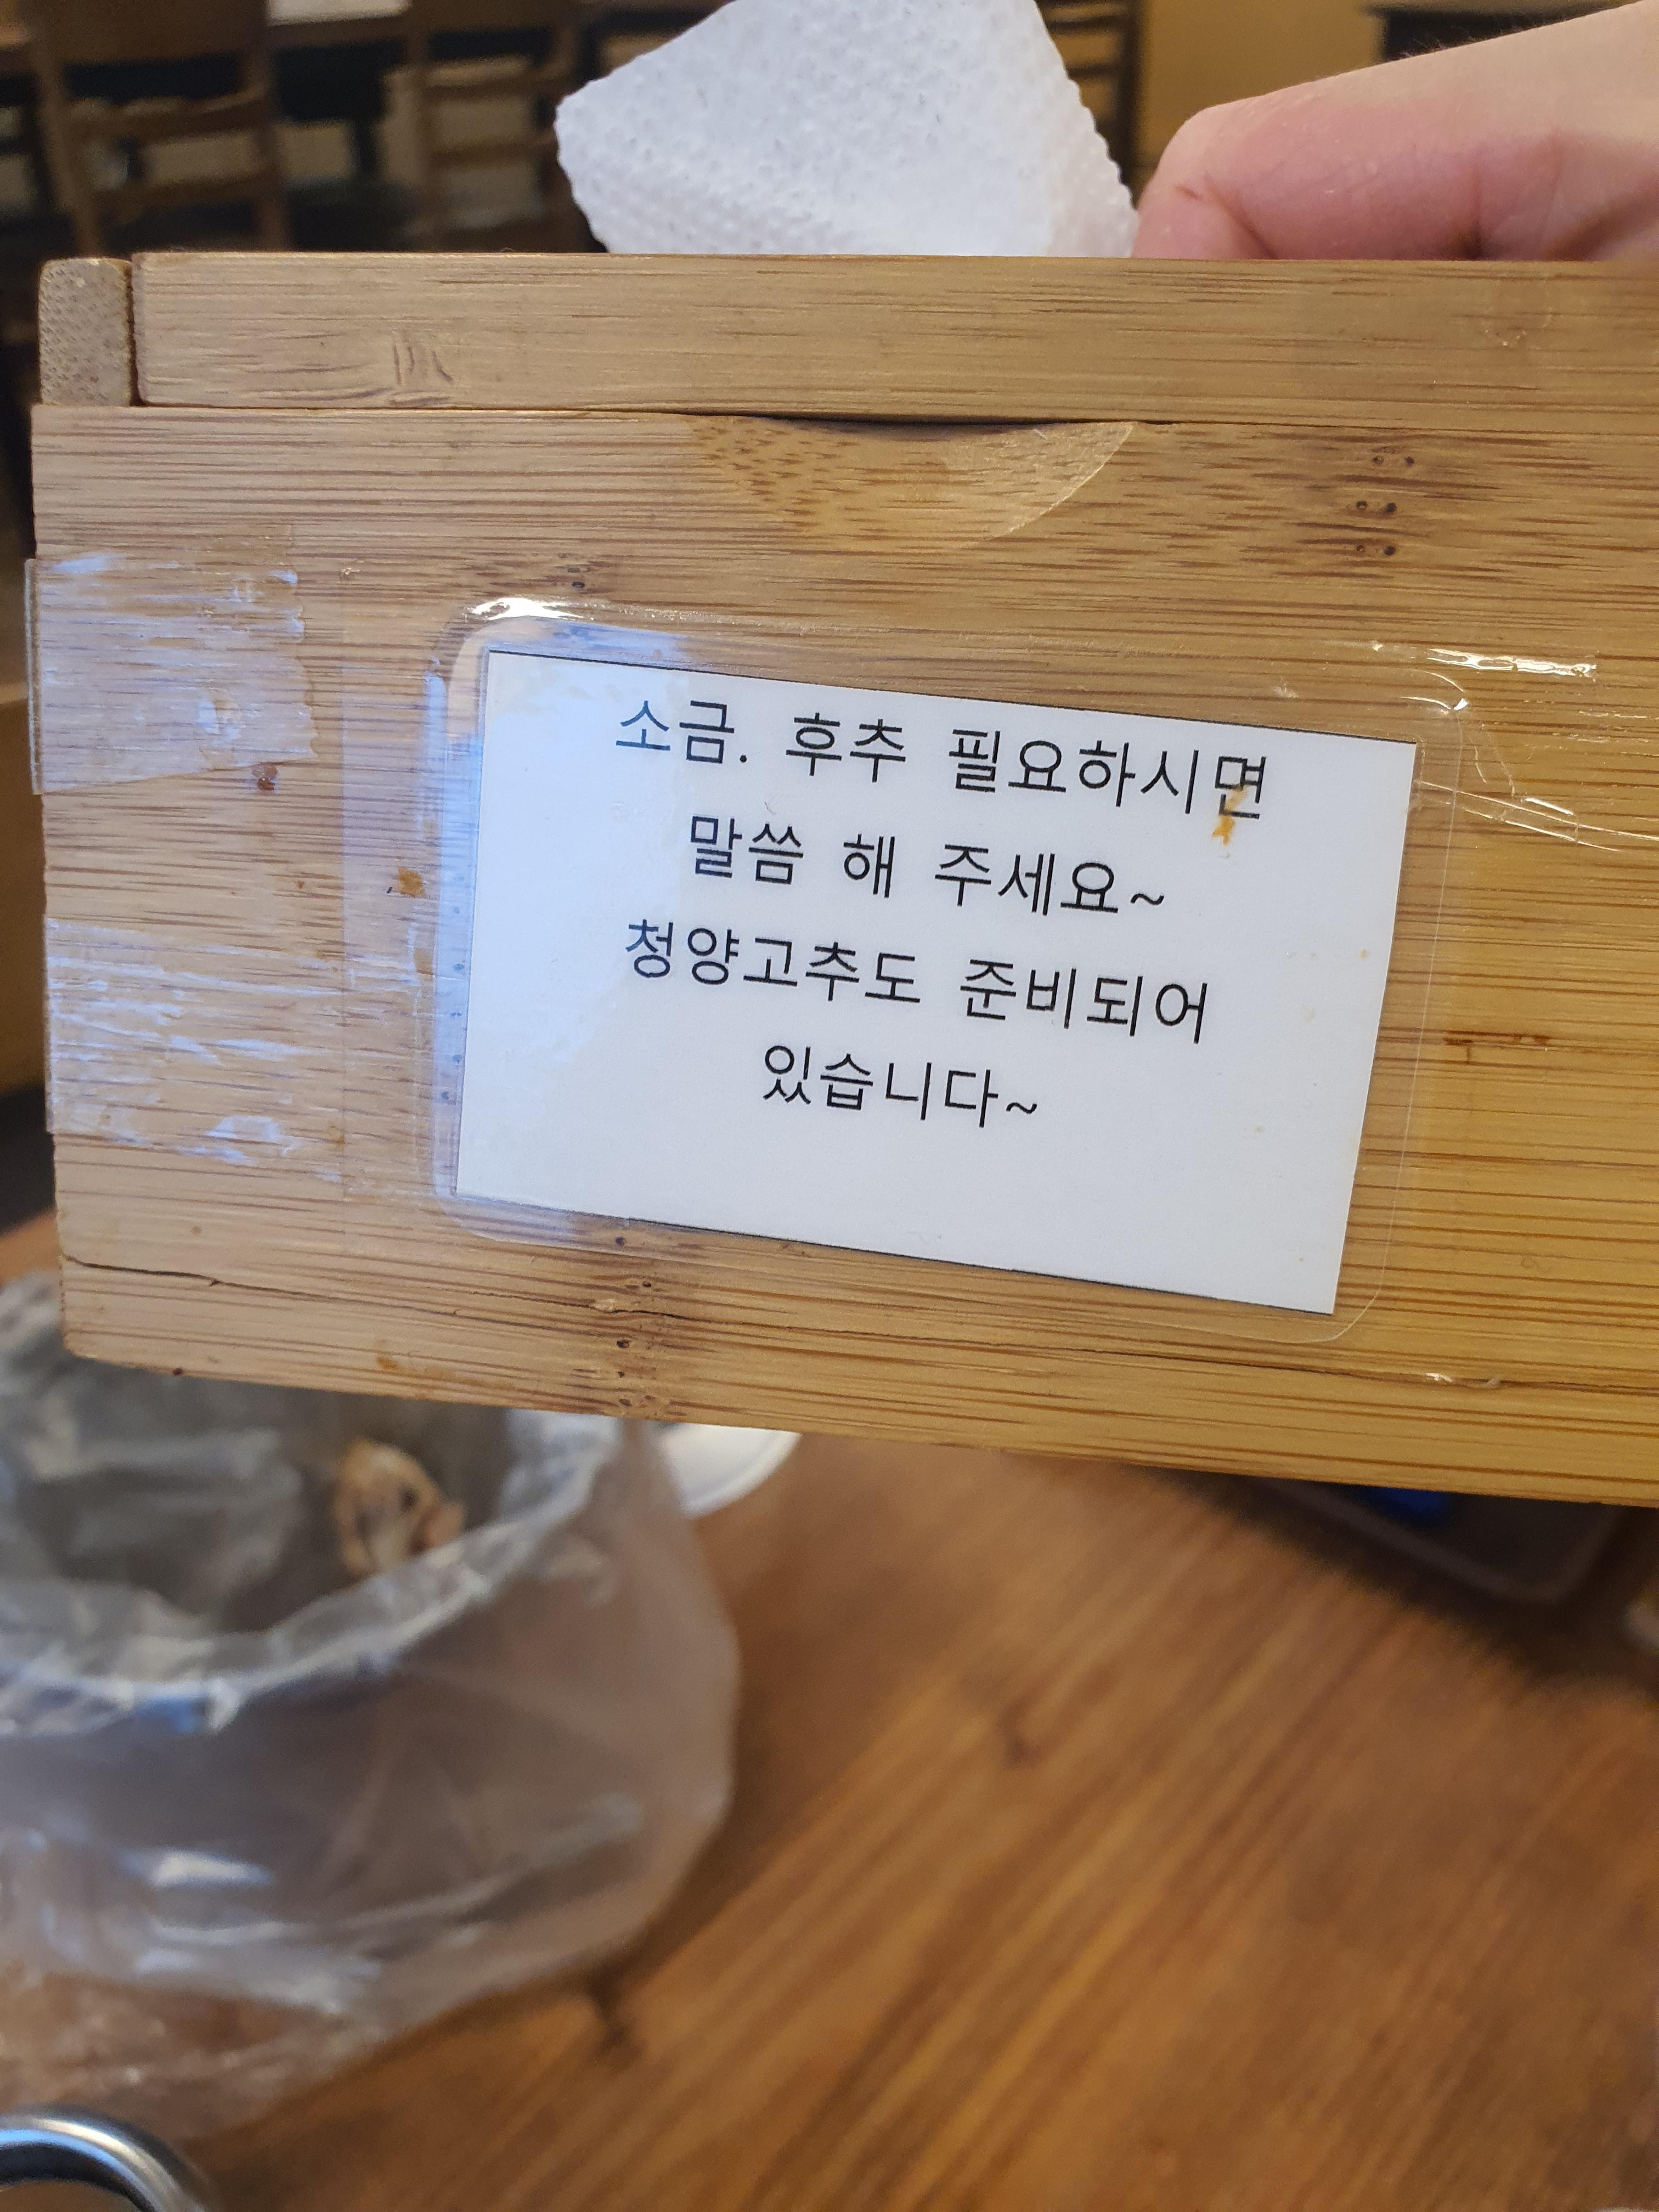 소금. 후추 필요하시면
말씀 해 주세요~
청양고추도 준비되어
있습니다~